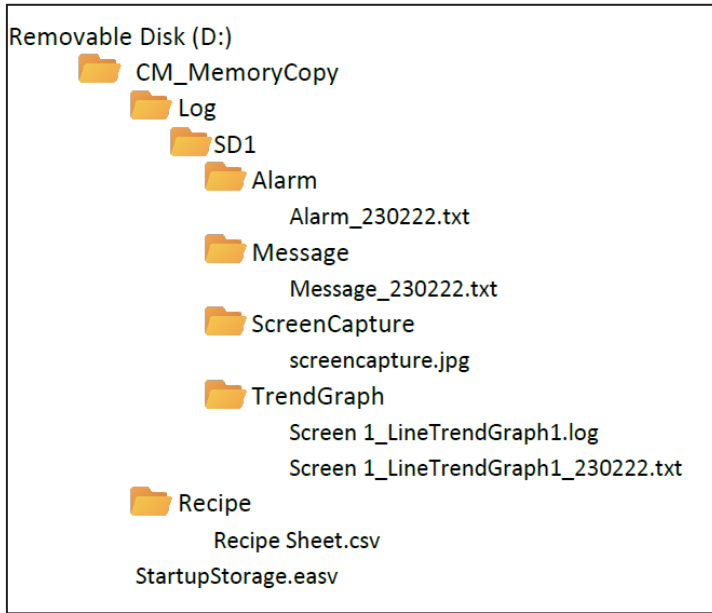 Removable Disk (D:)
CM_MemoryCopy
Log
SD1
Alarm
Alarm_230222.txt
Message
Message_230222.txt
ScreenCapture
screencapture.jpg
TrendGraph
Screen 1_LineTrendGraph1.log
Screen 1_LineTrendGraph1_230222.txt
Recipe
Recipe Sheet.csv
StartupStorage.easv